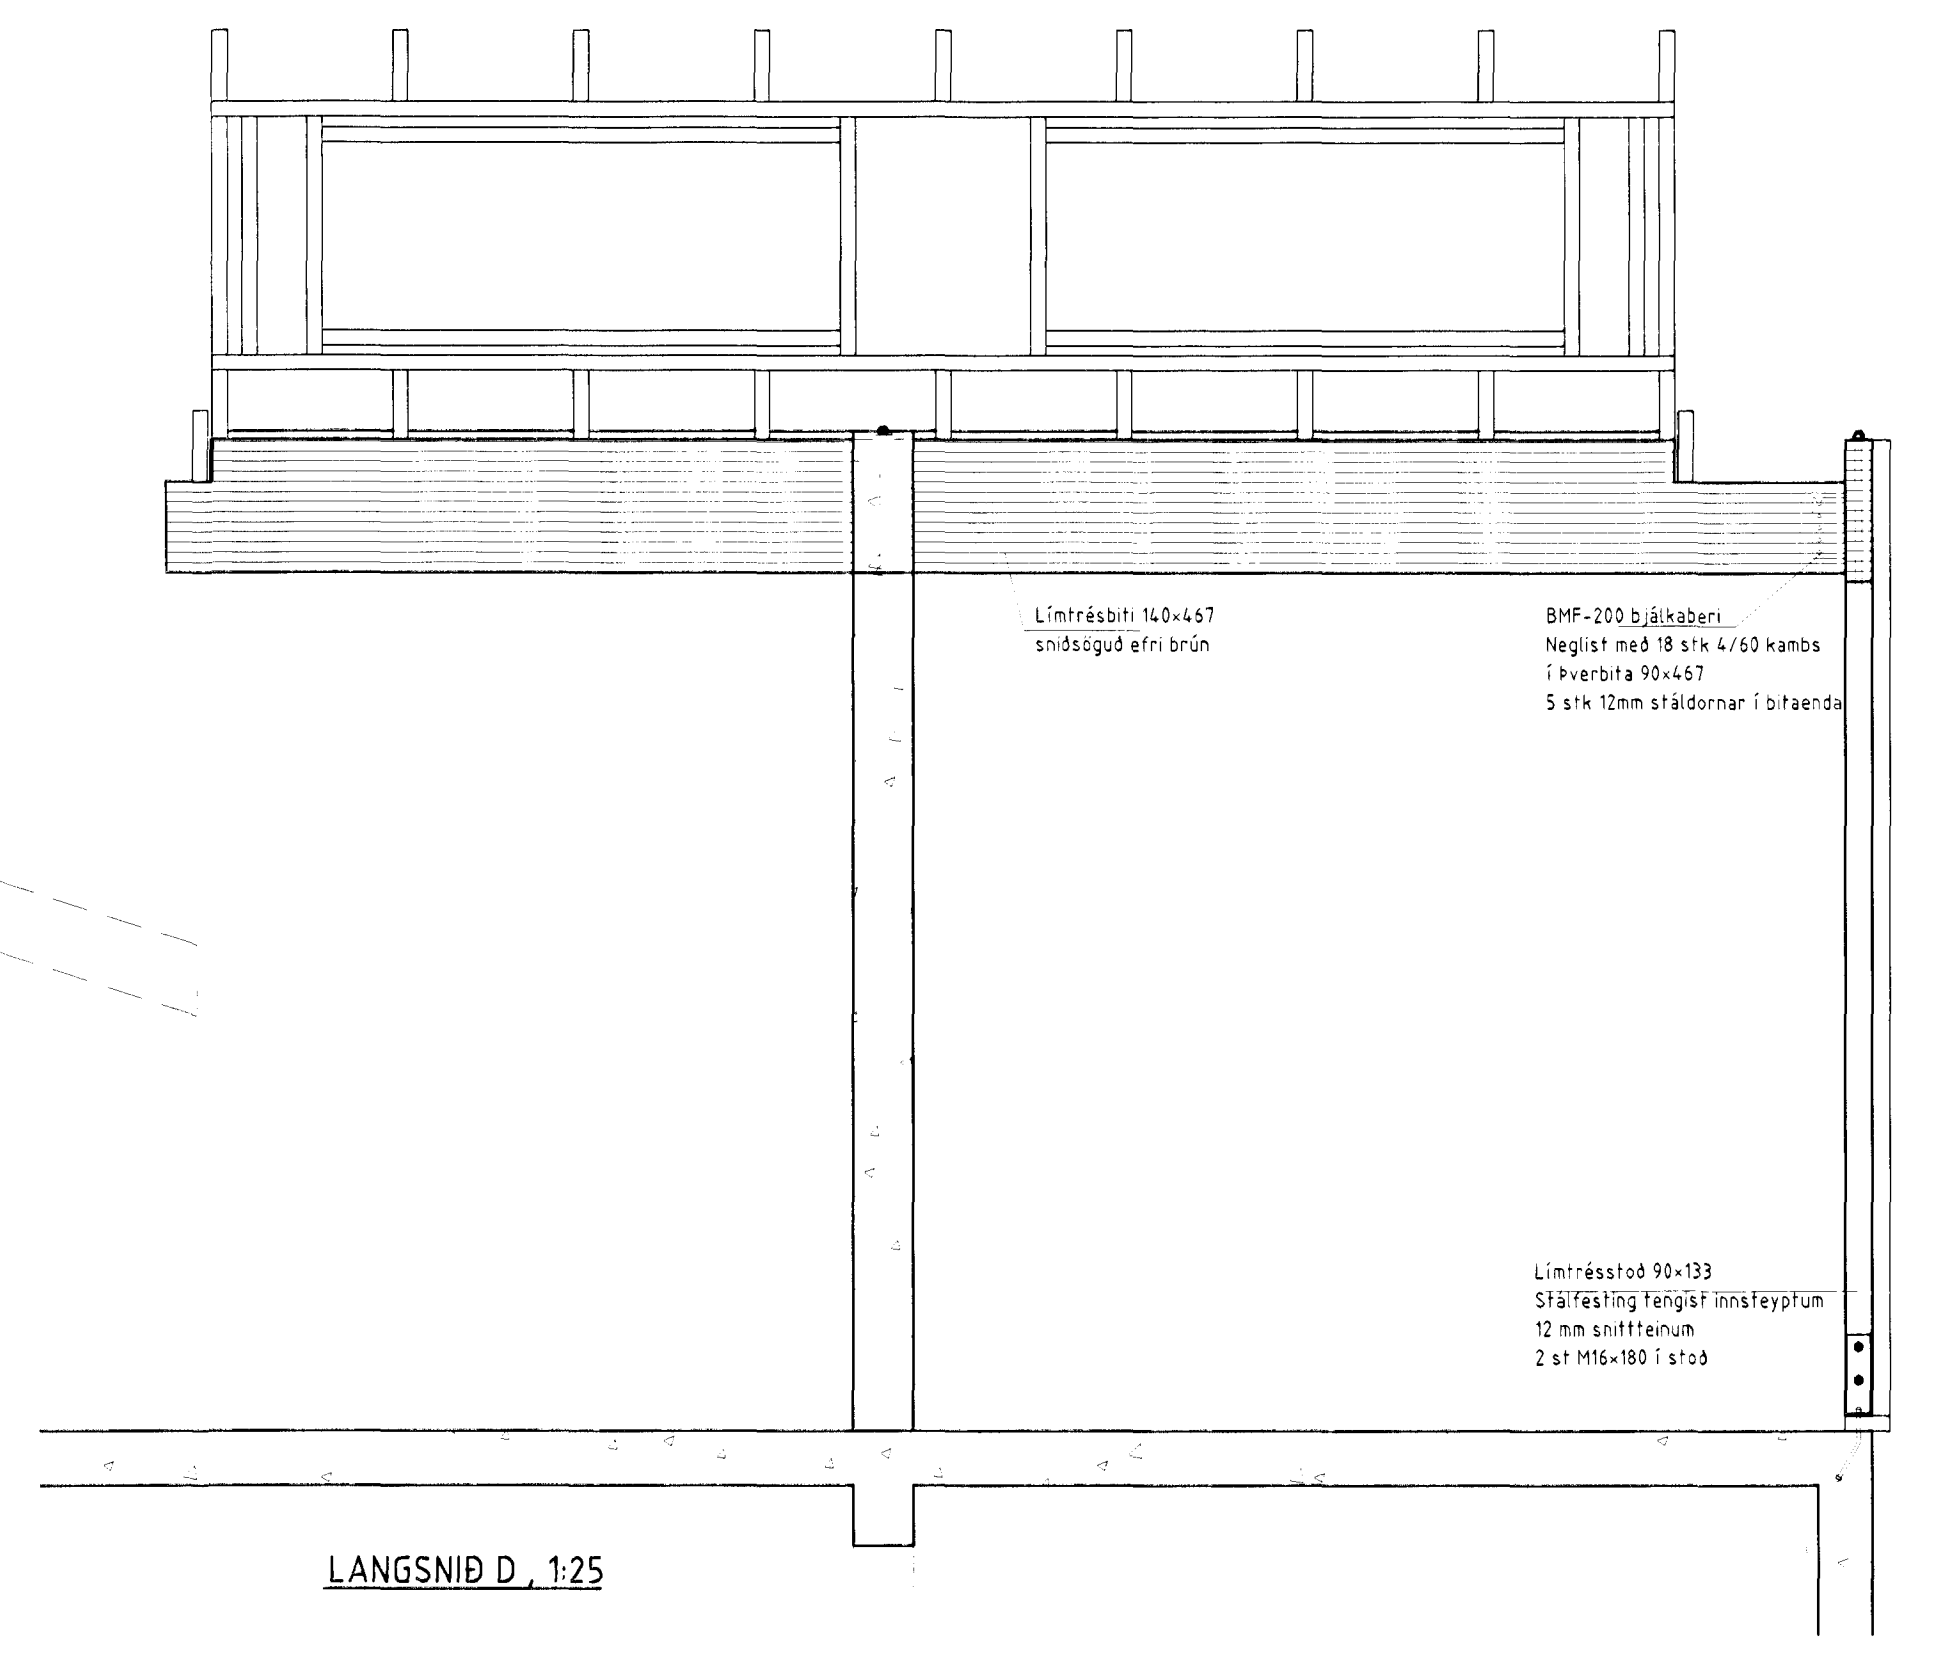 Límtrésbiti 140×467
sniðsöguð efri brún
BMF-200 bjálkaberi
Neglist með 18 stk 4/60 kambs
í Þverbita 90×467
5 stk 12mm stáldornar í bitaenda
Límtrésstoð 90×133
Stálfesting tengist innsteyptum
12 mm snittteinum
2 st M16×180 í stoð
LANGSNIÐ D , 1:25